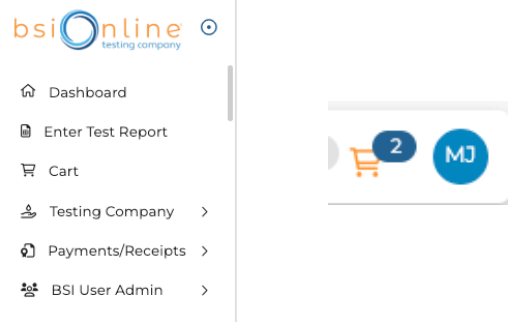 bsiOnline
testing company
Dashboard
Enter Test Report
Cart
Testing Company
Payments/Receipts
BSI User Admin
2
MJ